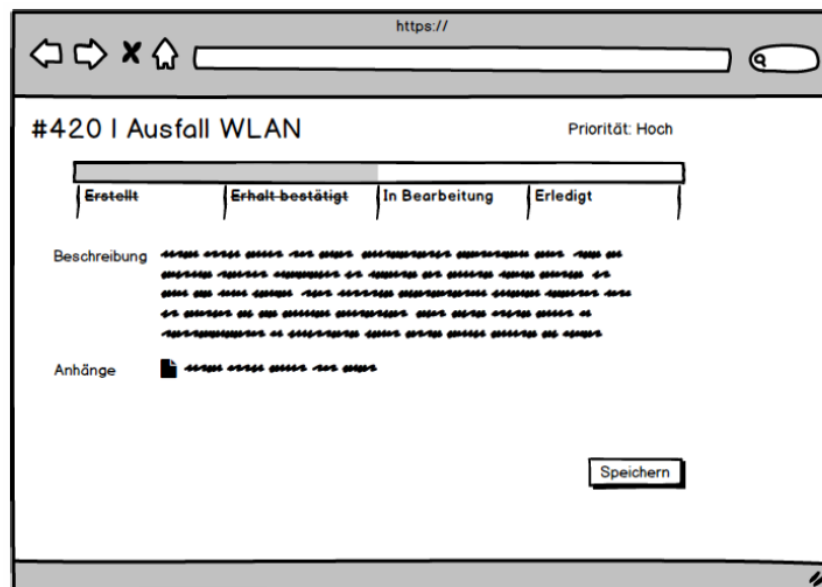 https://
#420 | Ausfall WLAN
Priorität: Hoch
Erstellt
Erhalt bestätigt
In Bearbeitung
Erledigt
Beschreibung
Anhänge
Speichern